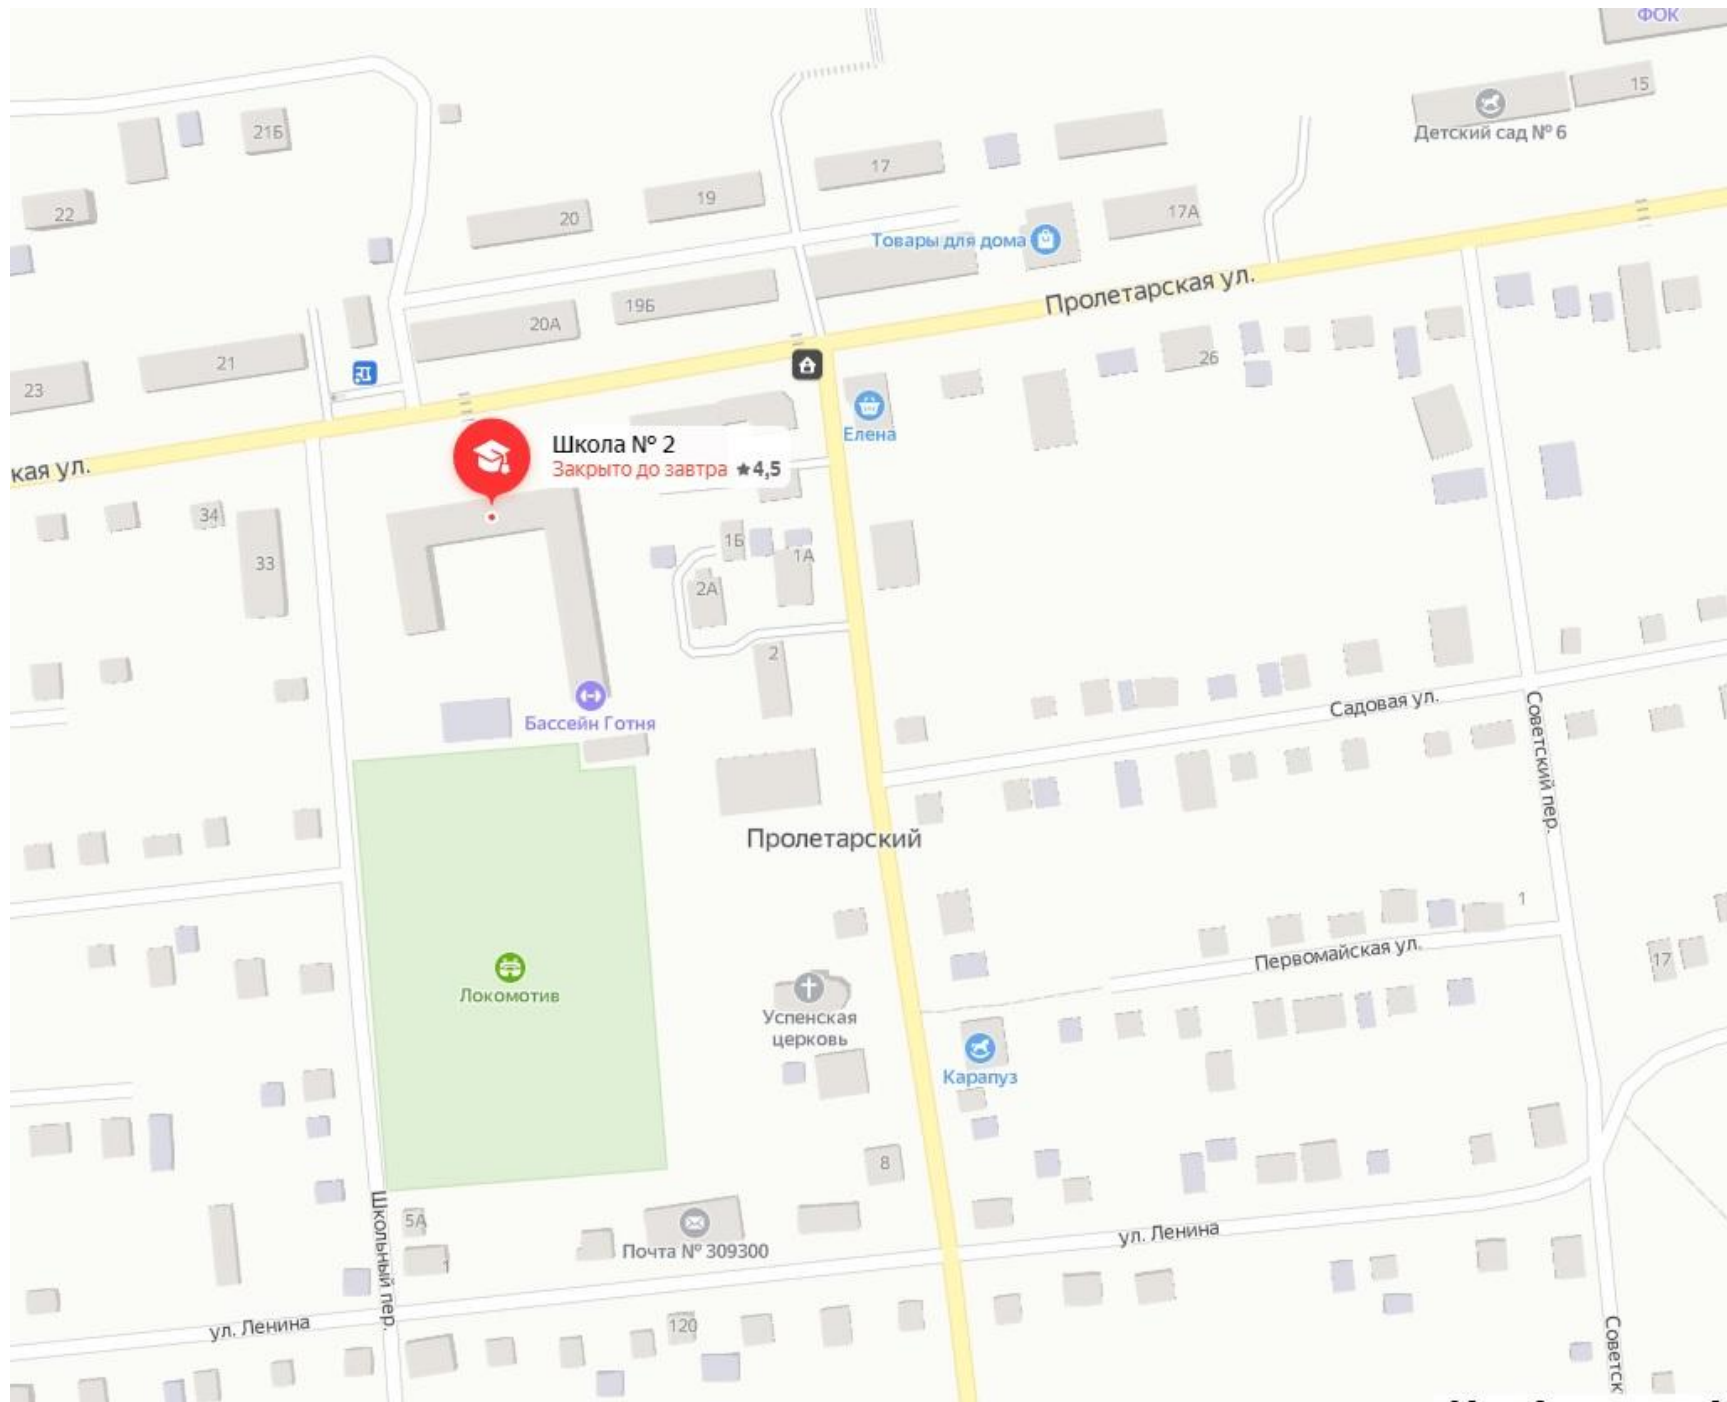 ФОК
15
Детский сад № 6
21Б
17
19
20
22
17А
Товары для дома
Пролетарская ул.
19Б
20А
21
23
26
Елена
Школа № 2
Закрыто до завтра ★4,5
кая ул.
34
33
1Б
1А
2А
2
Бассейн Готня
Садовая ул.
Советский пер.
Пролетарский
1
Первомайская ул.
17
Локомотив
Успенская
церковь
Карапуз
8
Школьный пер.
5А
1
Почта № 309300
ул. Ленина
ул. Ленина
120
Советск